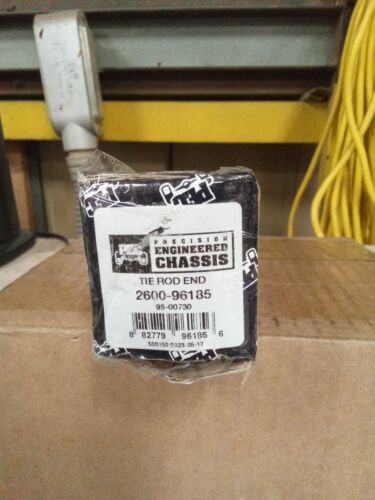 PRECISION
ENGINEERED
CHASSIS
TIE ROD END
2600-96185
95-00730
8 82779 96185 6